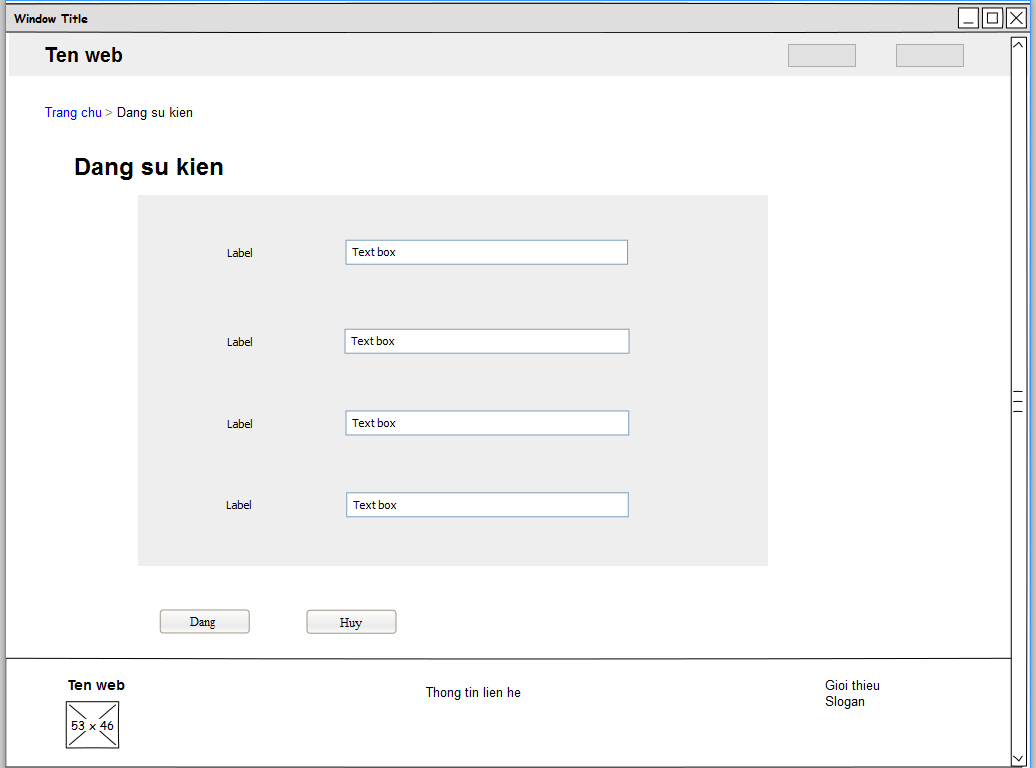 Window Title
Ten web
Trang chu > Dang su kien
Dang su kien
Label Text box
Label Text box
Label Text box
Label Text box
Dang Huy
Ten web
Thong tin lien he
Gioi thieu
Slogan
53 x 46